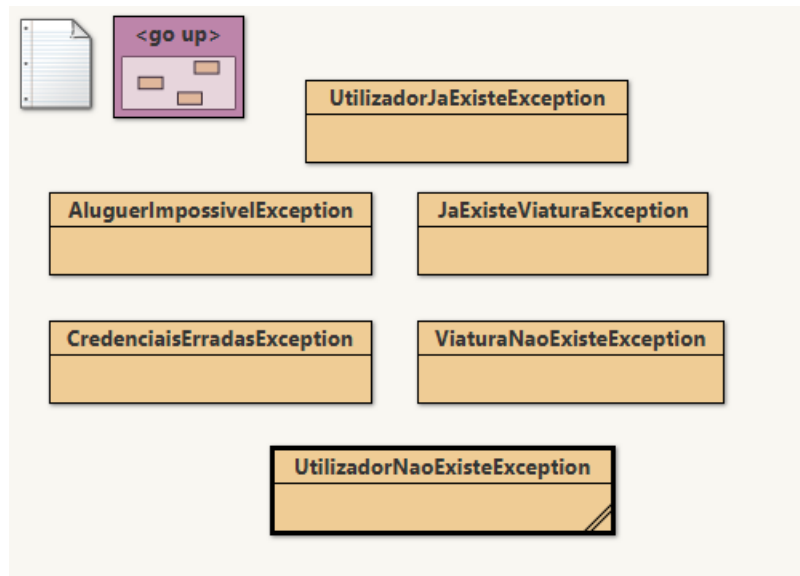 <go up>
UtilizadorJaExisteException
AluguerImpossivelException
JaExisteViaturaException
CredenciaisErradasException
ViaturaNaoExisteException
UtilizadorNaoExisteException